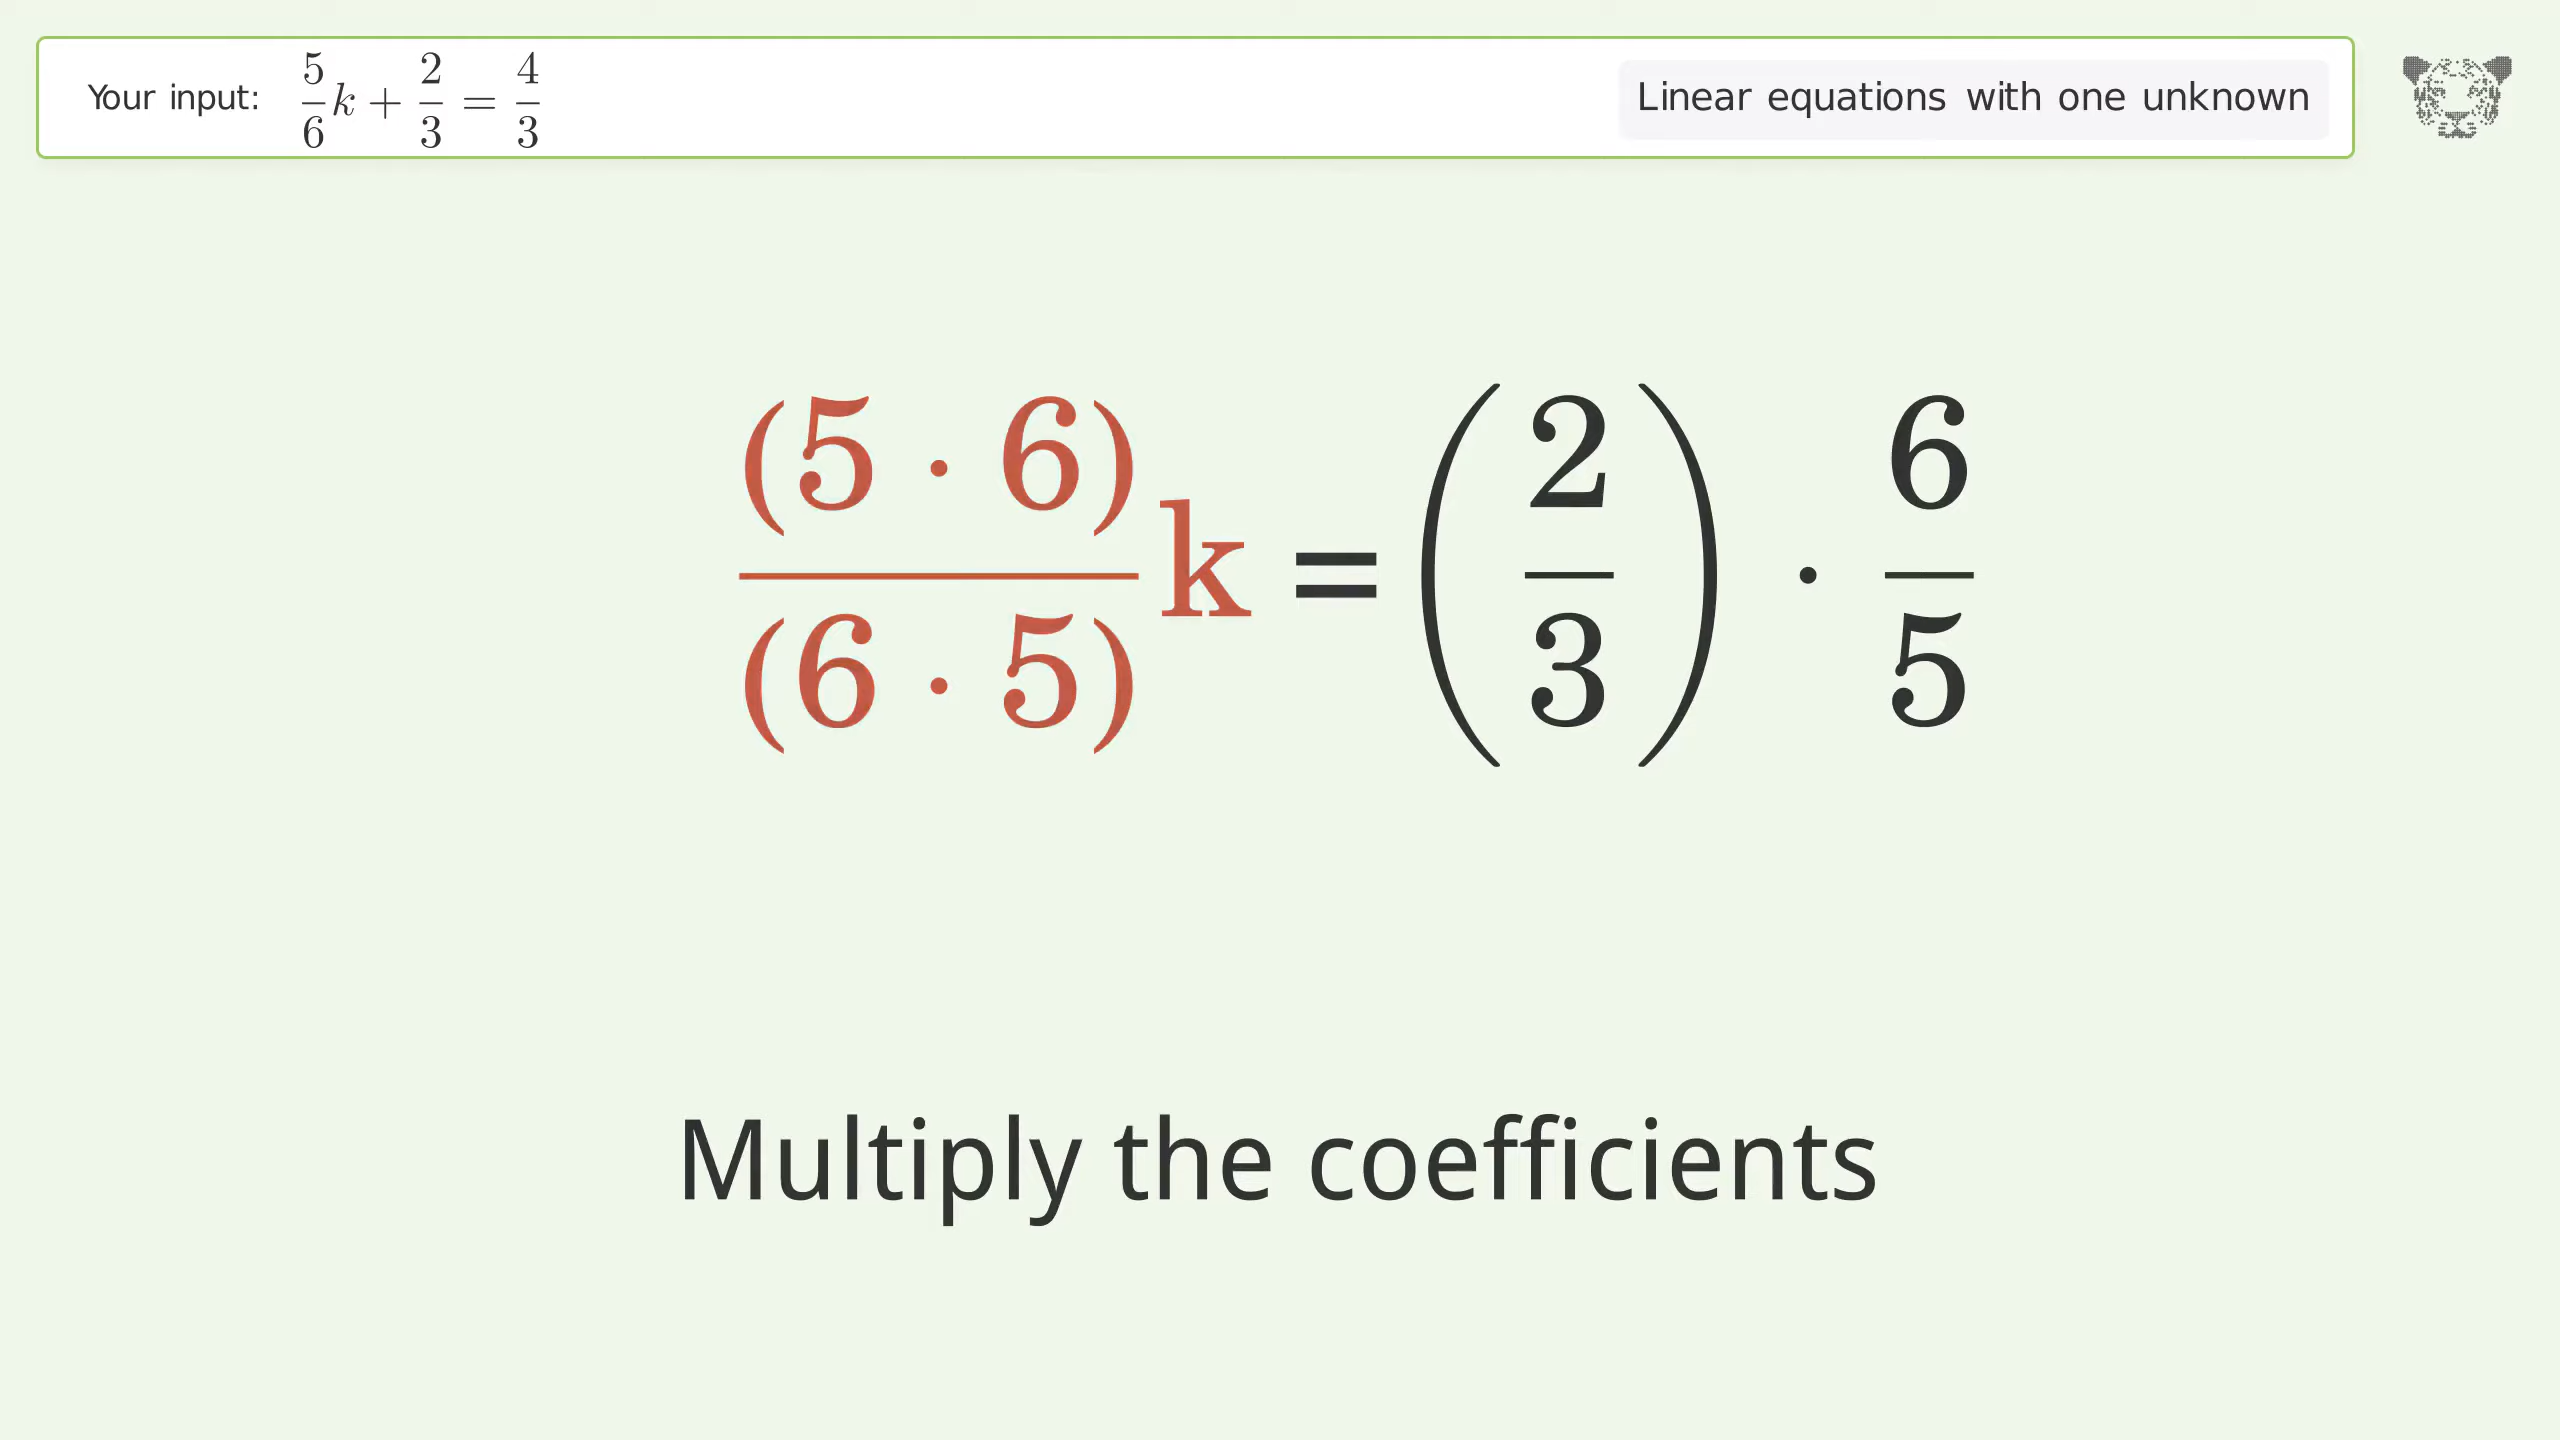 Your input: 5/6 k + 2/3 = 4/3
Linear equations with one unknown
(5 · 6)/(6 · 5) k = (2/3) · 6/5
Multiply the coefficients